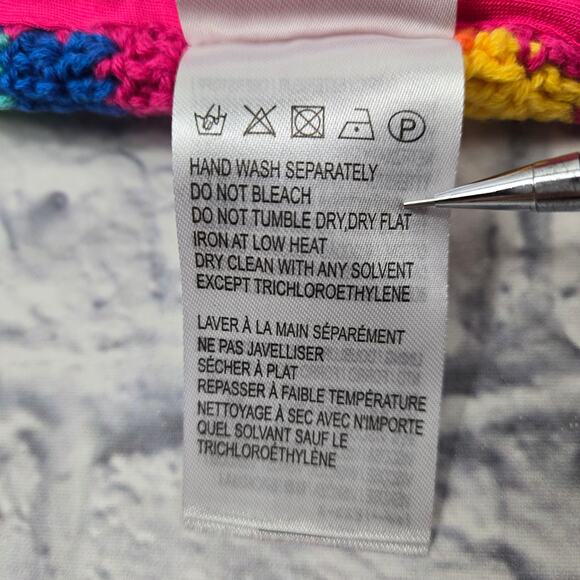 P
HAND WASH SEPARATELY
DO NOT BLEACH
DO NOT TUMBLE DRY,DRY FLAT
IRON AT LOW HEAT
DRY CLEAN WITH ANY SOLVENT
EXCEPT TRICHLOROETHYLENE
LAVER À LA MAIN SÉPARÉMENT
NE PAS JAVELLISER
SÉCHER À PLAT
REPASSER À FAIBLE TEMPÉRATURE
NETTOYAGE À SEC AVEC N'IMPORTE
QUEL SOLVANT SAUF LE
TRICHLOROÉTHYLÈNE